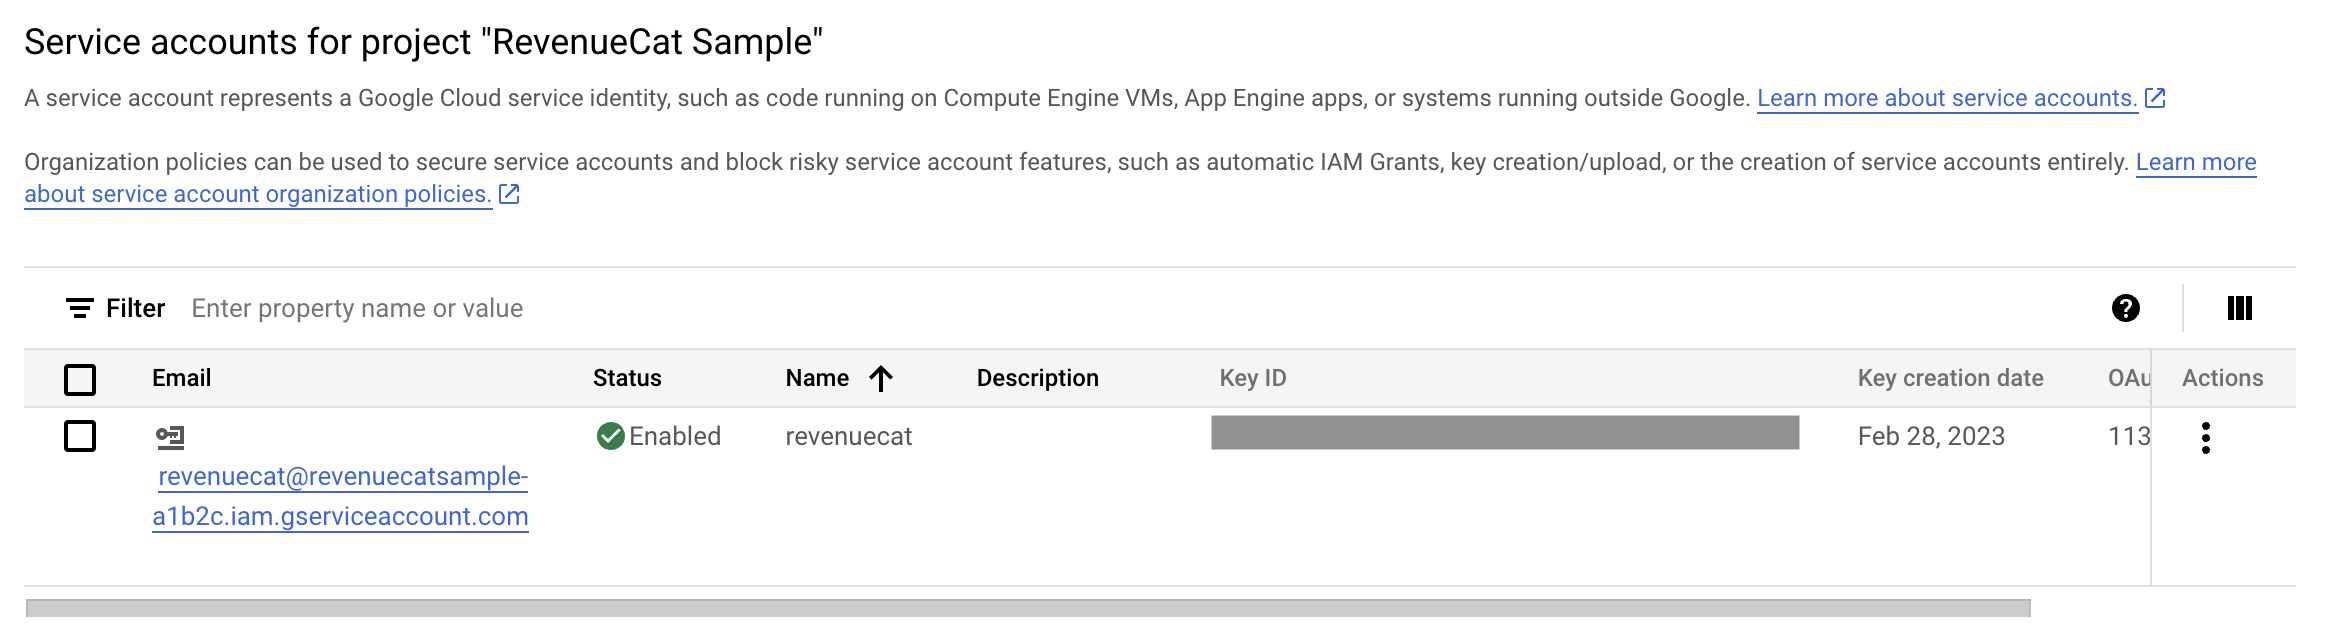 Service accounts for project "RevenueCat Sample"
A service account represents a Google Cloud service identity, such as code running on Compute Engine VMs, App Engine apps, or systems running outside Google. Learn more about service accounts.
Organization policies can be used to secure service accounts and block risky service account features, such as automatic IAM Grants, key creation/upload, or the creation of service accounts entirely. Learn more
about service account organization policies.
Filter Enter property name or value
Email Status Name Description Key ID Key creation date OAu Actions
Enabled revenuecat Feb 28, 2023 113
revenuecat@revenuecatsample-
a1b2c.iam.gserviceaccount.com